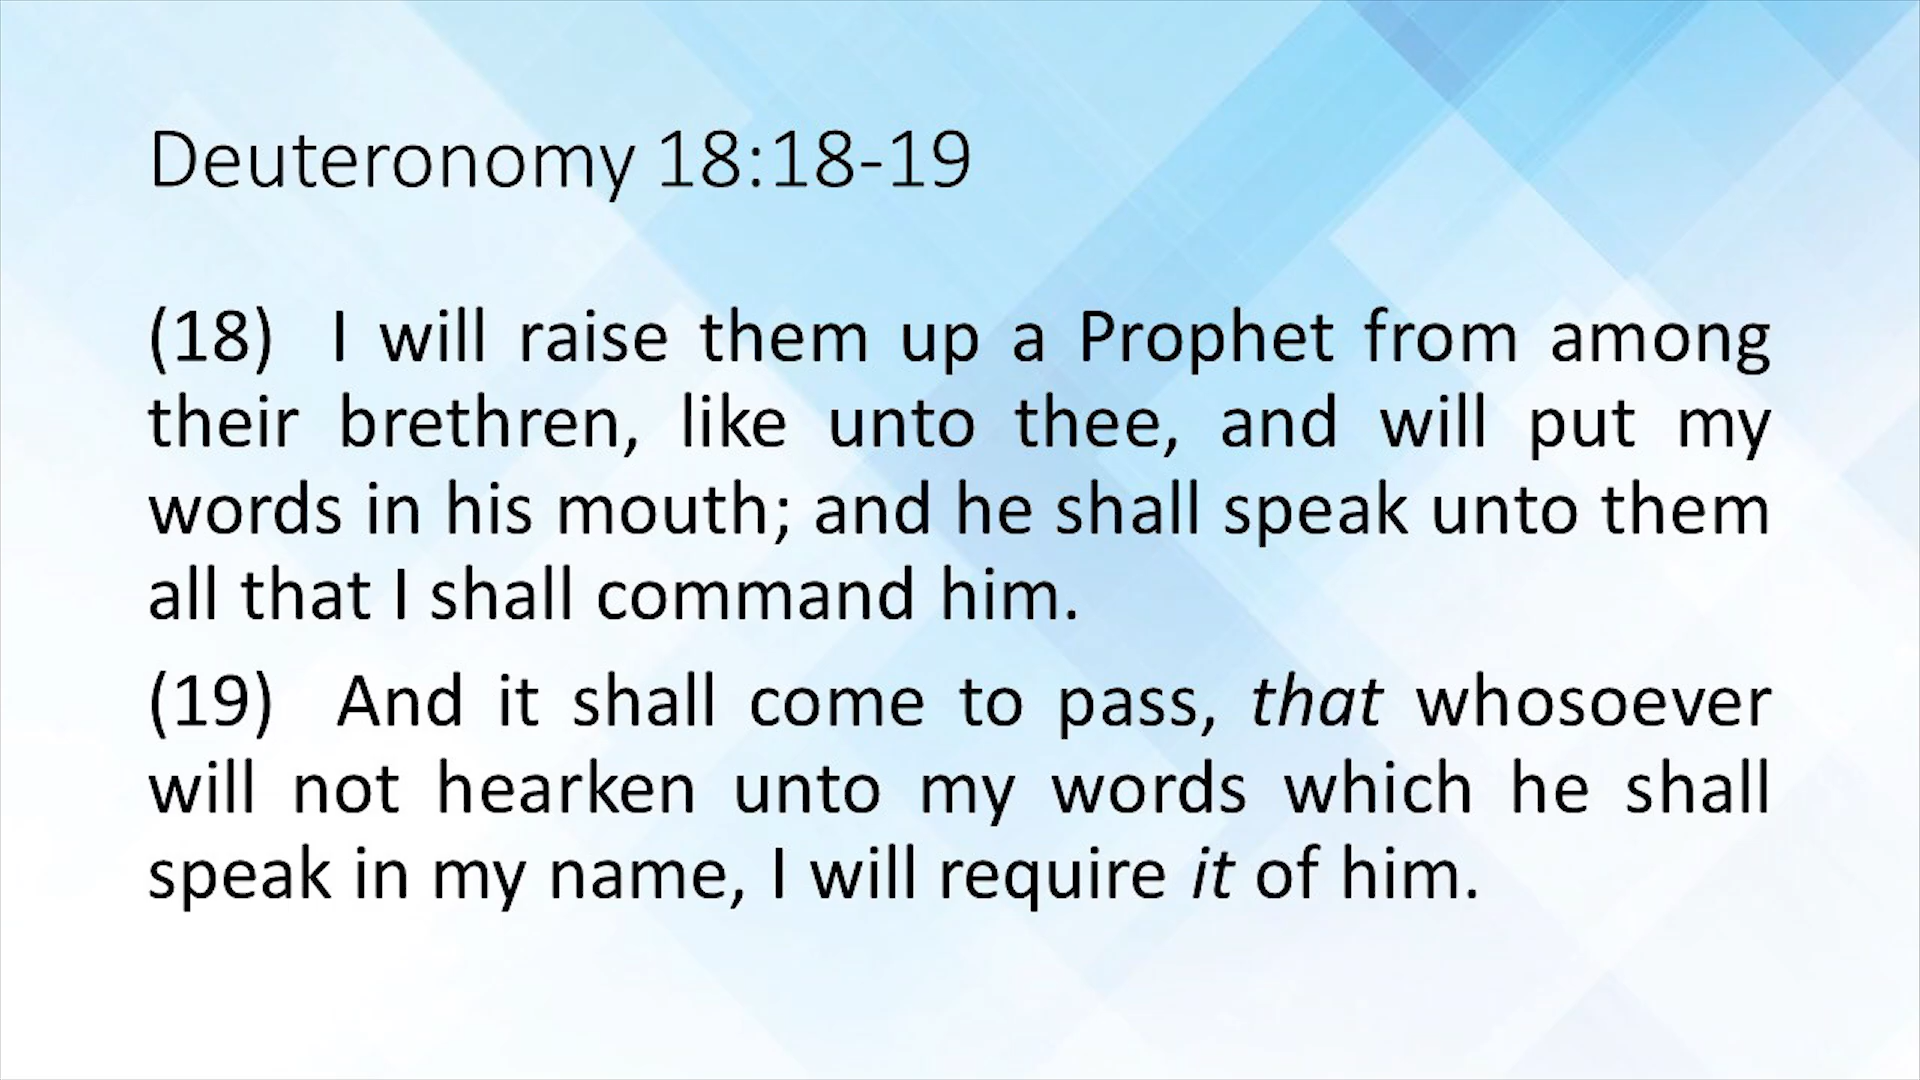 Deuteronomy 18:18-19
(18) I will raise them up a Prophet from among
their brethren, like unto thee, and will put my
words in his mouth; and he shall speak unto them
all that I shall command him.
(19) And it shall come to pass, that whosoever
will not hearken unto my words which he shall
speak in my name, I will require it of him.